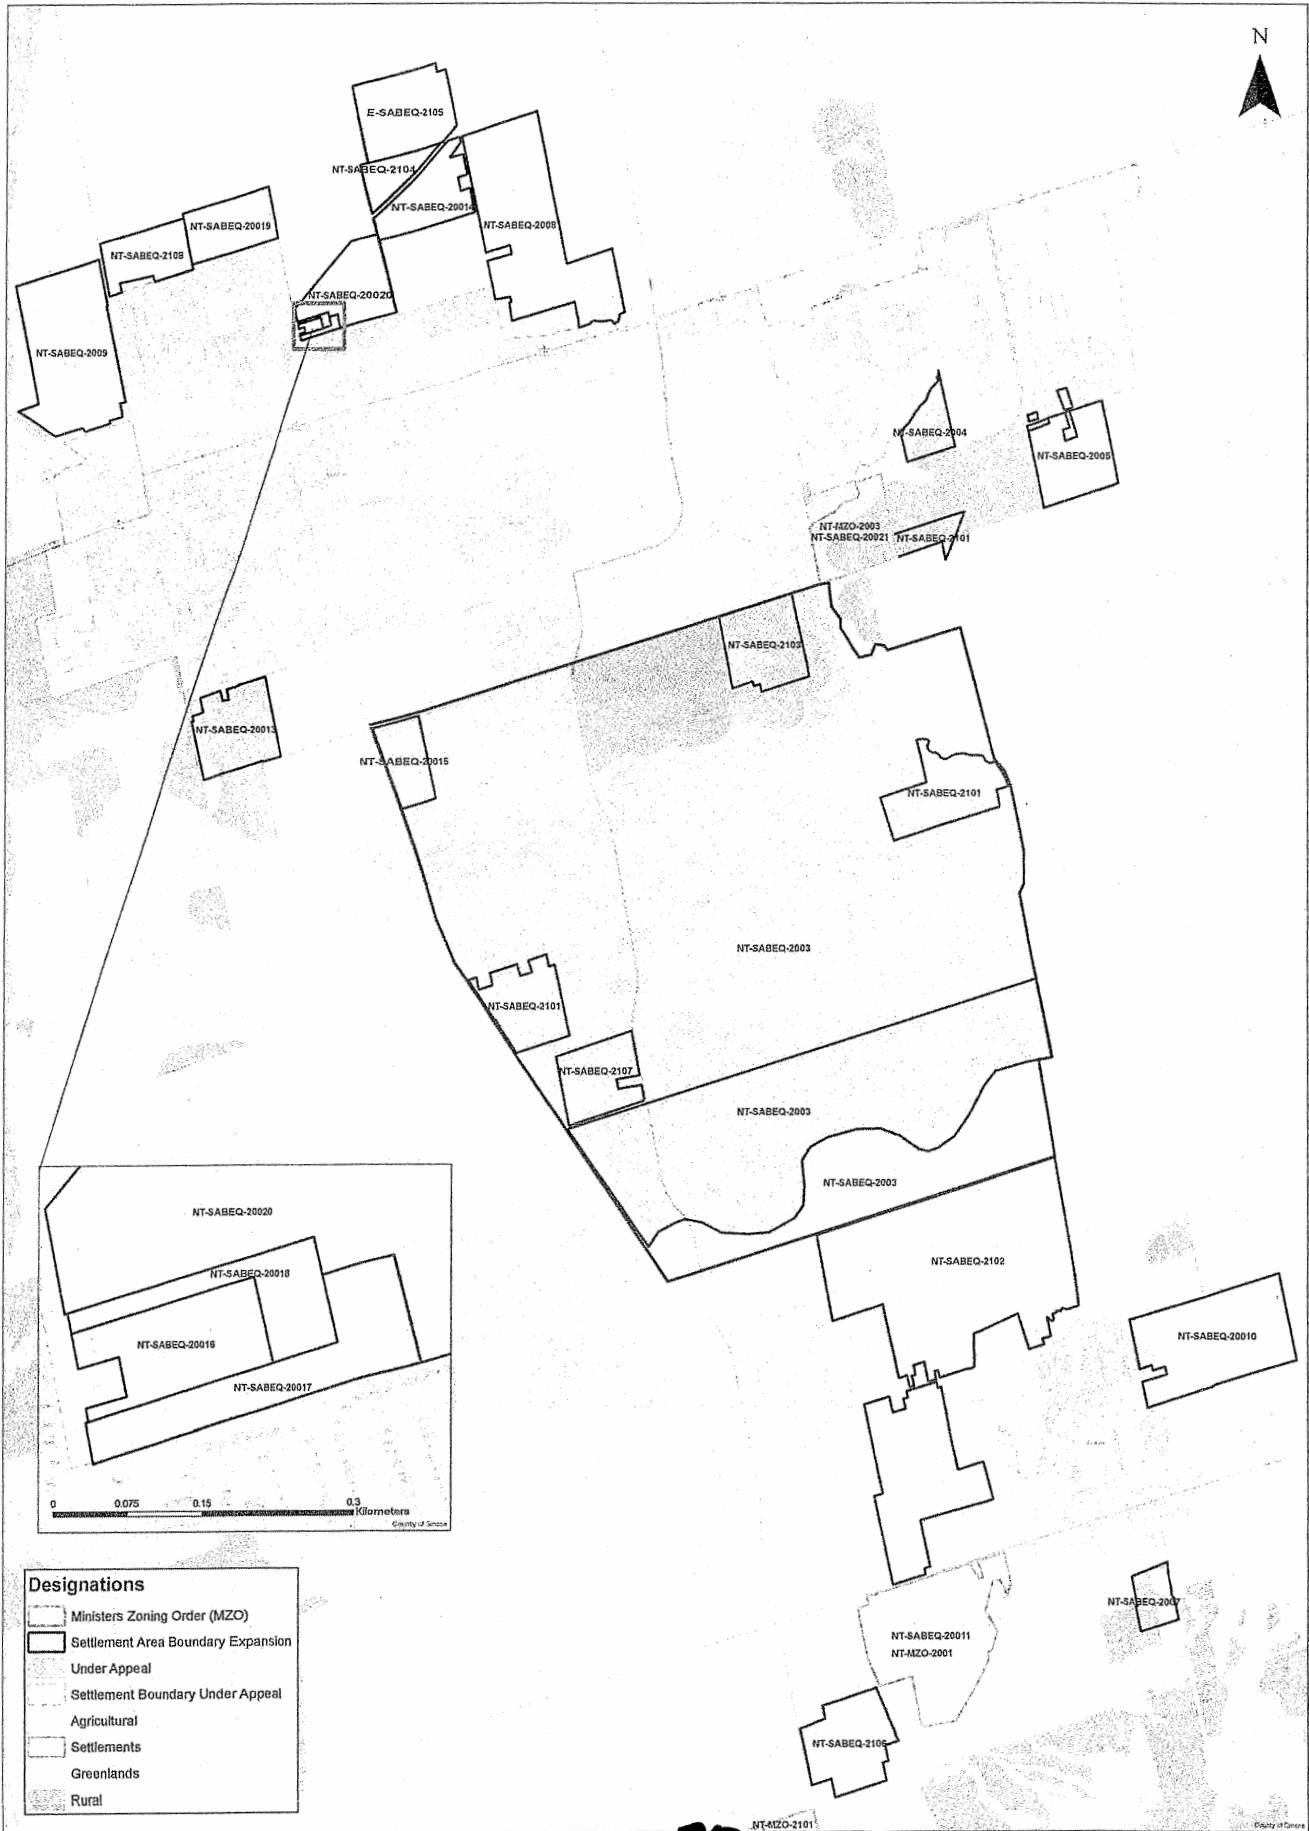 N
E-SABEQ-2105
NT-SABEQ-2104
NT-SABEQ-20014
NT-SABEQ-2008
NT-SABEQ-20019
NT-SABEQ-2108
NT-SABEQ-20020
NT-SABEQ-2009
NT-SABEQ-2004
NT-SABEQ-2005
NT-MZO-2003
NT-SABEQ-20021
NT-SABEQ-2101
NT-SABEQ-2103
NT-SABEQ-20013
NT-SABEQ-20015
NT-SABEQ-2101
NT-SABEQ-2003
NT-SABEQ-2101
NT-SABEQ-2107
NT-SABEQ-2003
NT-SABEQ-2003
NT-SABEQ-2102
NT-SABEQ-20010
NT-SABEQ-20020
NT-SABEQ-20018
NT-SABEQ-20016
NT-SABEQ-20017
0 0.075 0.15 0.3
Kilometers
County of Simcoe
Designations
Ministers Zoning Order (MZO)
Settlement Area Boundary Expansion
Under Appeal
Settlement Boundary Under Appeal
Agricultural
Settlements
Greenlands
Rural
NT-SABEQ-2007
NT-SABEQ-20011
NT-MZO-2001
NT-SABEQ-2106
NT-MZO-2101
County of Simcoe